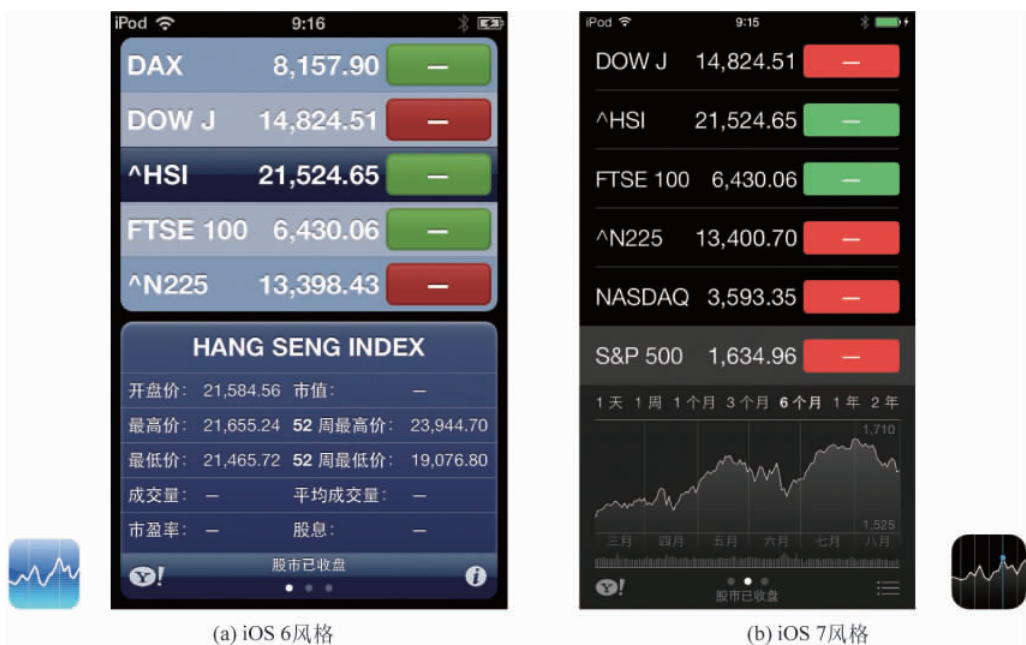 iPod 9:16
DAX 8,157.90 —
DOW J 14,824.51 —
^HSI 21,524.65 —
FTSE 100 6,430.06 —
^N225 13,398.43 —
HANG SENG INDEX
开盘价: 21,584.56 市值: —
最高价: 21,655.24 52 周最高价: 23,944.70
最低价: 21,465.72 52 周最低价: 19,076.80
成交量: — 平均成交量: —
市盈率: — 股息: —
股市已收盘
Y!
i
(a) iOS 6风格
iPod 9:15
DOW J 14,824.51 —
^HSI 21,524.65 —
FTSE 100 6,430.06 —
^N225 13,400.70 —
NASDAQ 3,593.35 —
S&P 500 1,634.96 —
1 天 1 周 1 个月 3 个月 6 个月 1 年 2 年
1,710
1,525
三月 四月 五月 六月 七月 八月
Y!
股市已收盘
(b) iOS 7风格